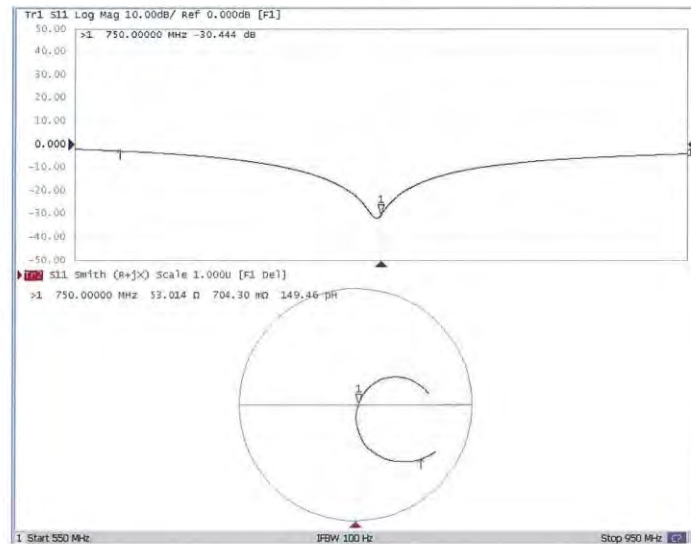 Tr1 S11 Log Mag 10.00dB/ Ref 0.000dB [F1]
>1 750.00000 MHz -30.444 dB
50.00
40.00
30.00
20.00
10.00
0.000
-10.00
-20.00
-30.00
-40.00
-50.00
1
1
Tr2 S11 Smith (R+jX) Scale 1.000U [F1 Del]
>1 750.00000 MHz 53.014 Ω 704.30 mΩ 149.46 pH
1
1 Start 550 MHz IFBW 100 Hz Stop 950 MHz C?